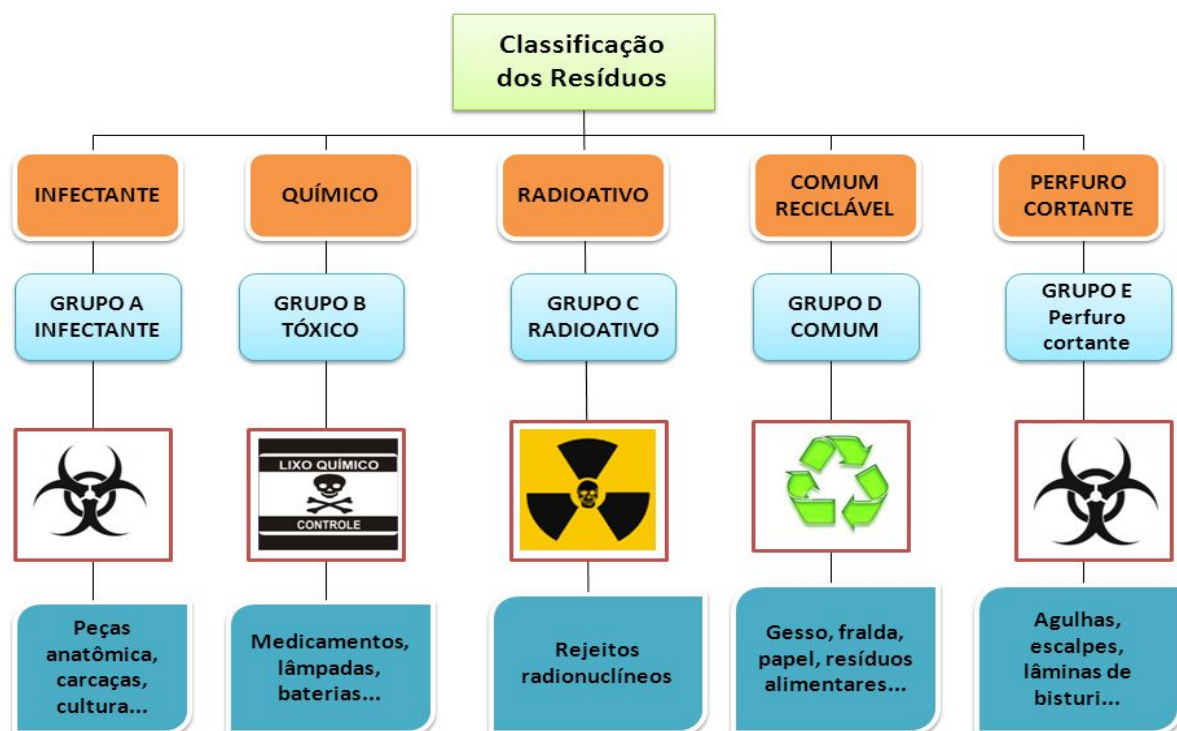 Classificação
dos Resíduos
INFECTANTE
QUÍMICO
RADIOATIVO
COMUM
RECICLÁVEL
PERFURO
CORTANTE
GRUPO A
INFECTANTE
GRUPO B
TÓXICO
GRUPO C
RADIOATIVO
GRUPO D
COMUM
GRUPO E
Perfuro
cortante
LIXO QUÍMICO
CONTROLE
Peças
anatômica,
carcaças,
cultura...
Medicamentos,
lâmpadas,
baterias...
Rejeitos
radionuclíneos
Gesso, fralda,
papel, resíduos
alimentares...
Agulhas,
escalpes,
lâminas de
bisturi...